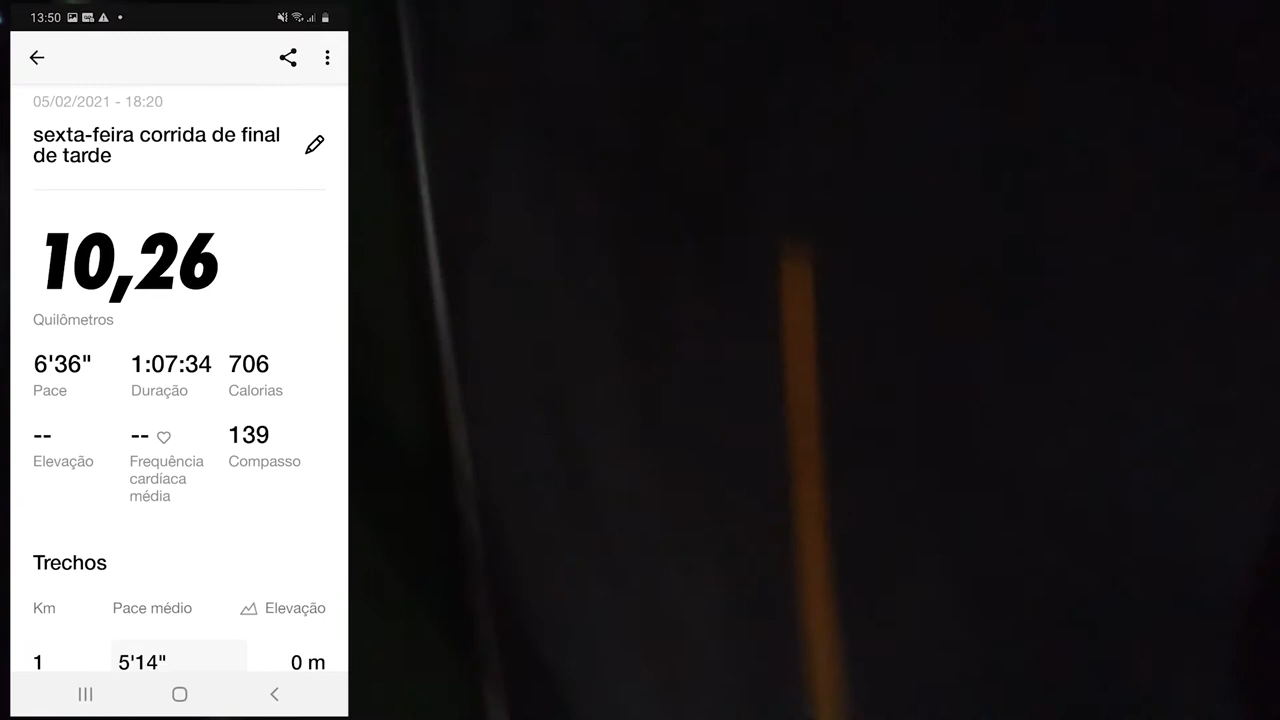 13:50
05/02/2021 - 18:20
sexta-feira corrida de final
de tarde
10,26
Quilômetros
6'36" 1:07:34 706
Pace Duração Calorias
-- -- 139
Elevação Frequência cardíaca média Compasso
Trechos
Km Pace médio Elevação
1 5'14" 0 m